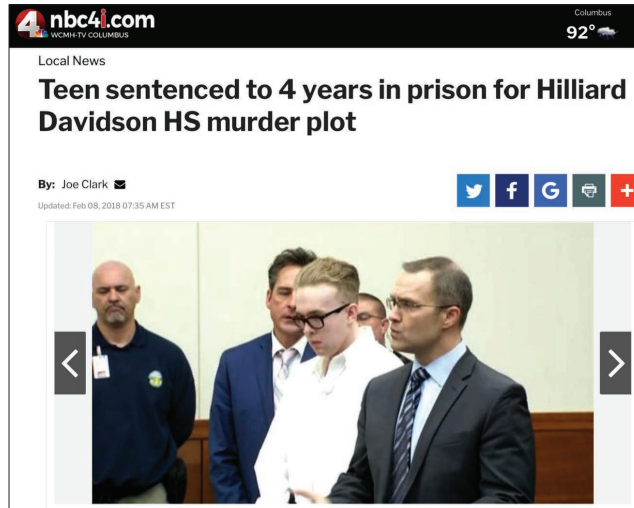 4 nbc4i.com
WCMH-TV COLUMBUS
Columbus
92°
Local News
Teen sentenced to 4 years in prison for Hilliard
Davidson HS murder plot
By: Joe Clark
Updated: Feb 08, 2018 07:35 AM EST
f G +